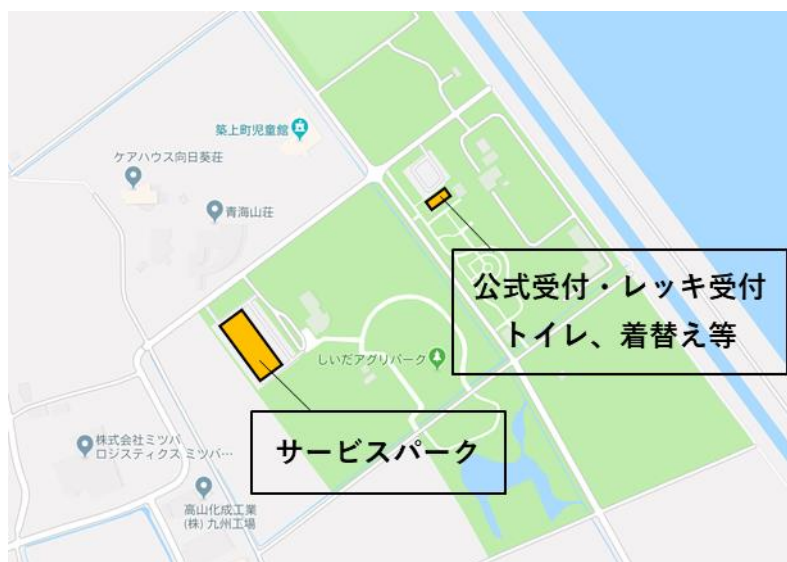 築上町児童館
ケアハウス向日葵荘
青海山荘
公式受付・レッキ受付
トイレ、着替え等
しいだアグリパーク
サービスパーク
株式会社ミツバ
ロジスティクス ミツバ…
高山化成工業
(株) 九州工場